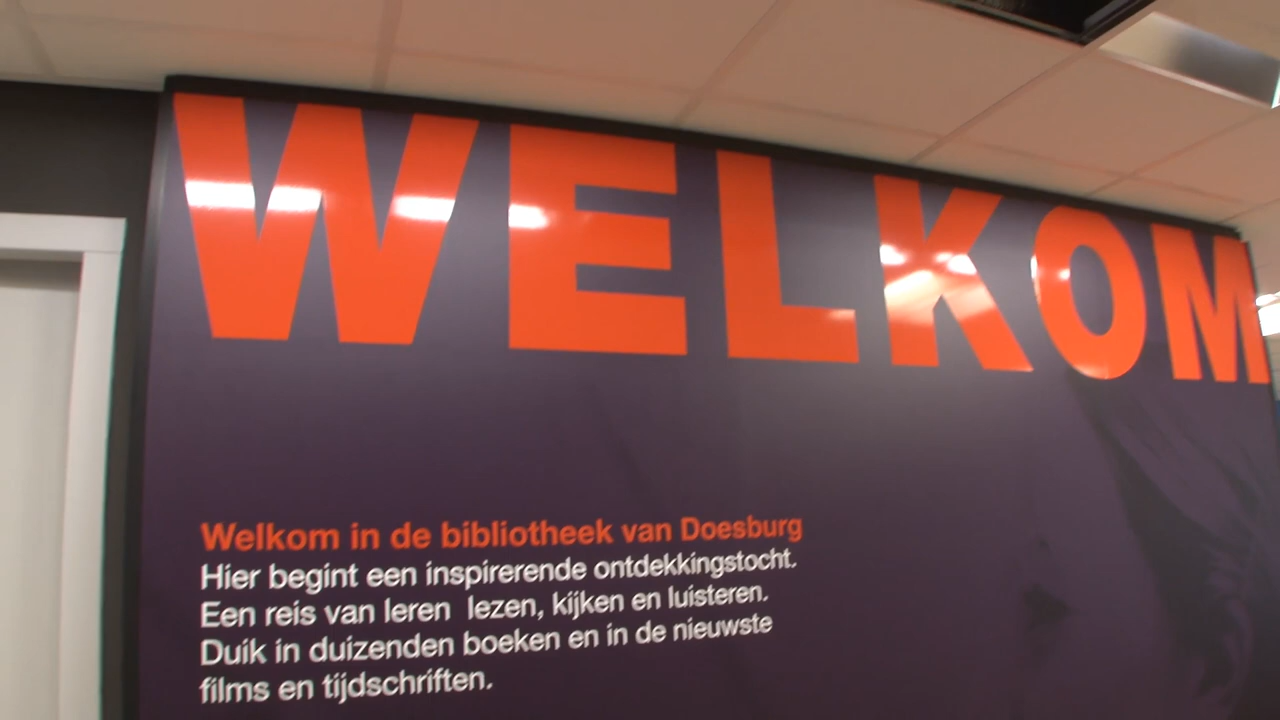 WELKOM
Welkom in de bibliotheek van Doesburg
Hier begint een inspirerende ontdekkingstocht.
Een reis van leren lezen, kijken en luisteren.
Duik in duizenden boeken en in de nieuwste
films en tijdschriften.